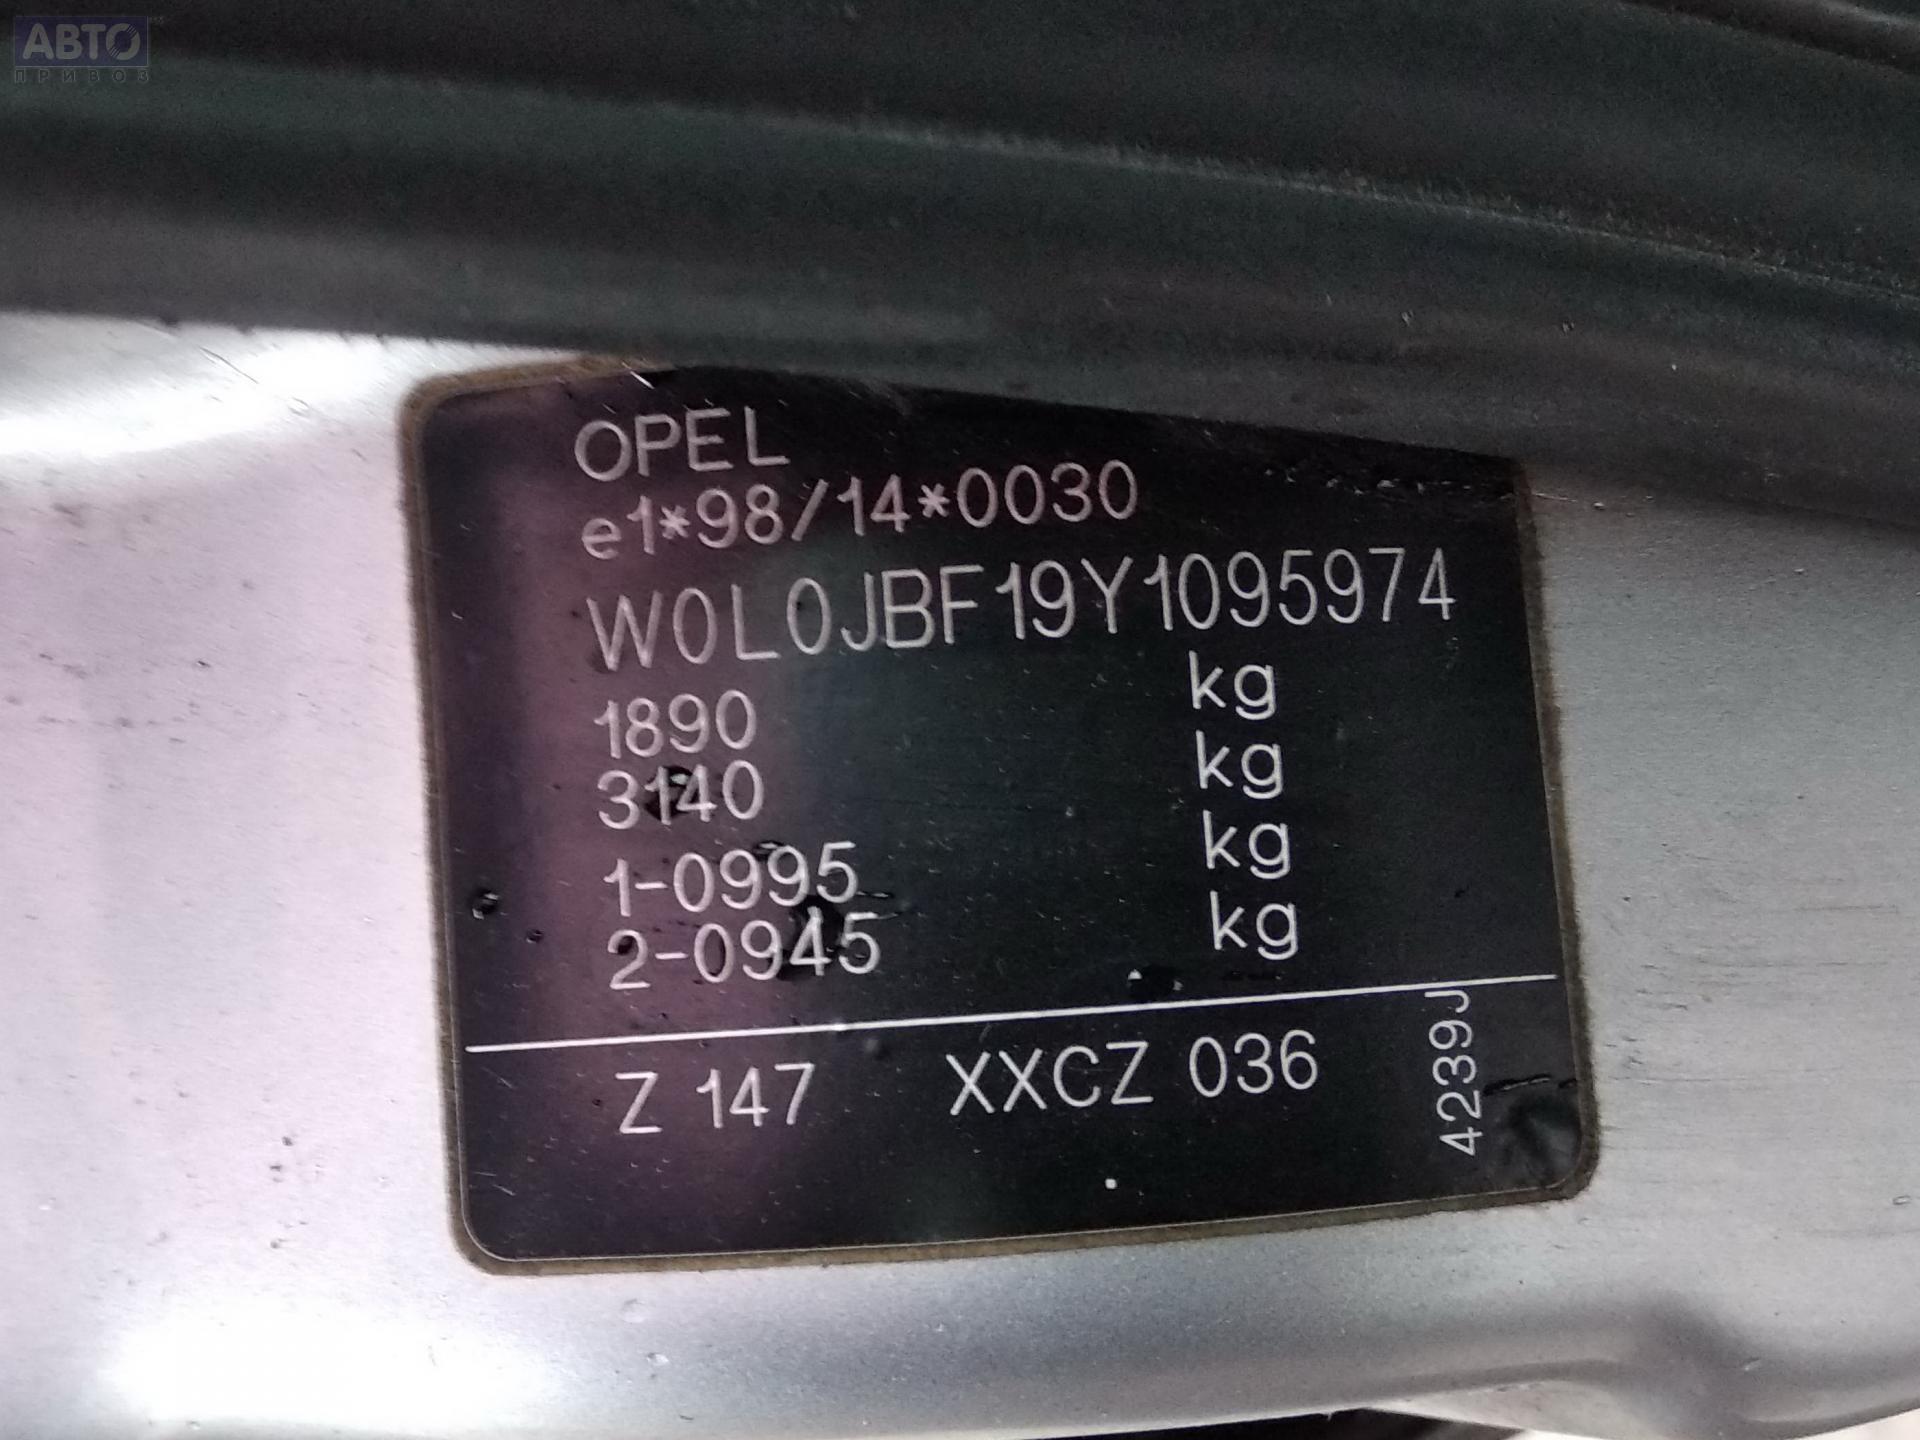 АВТО
ПРИВОЗ
OPEL
e1*98/14*0030
W0L0JBF19Y1095974
1890 kg
3140 kg
1-0995 kg
2-0945 kg
Z 147 XXCZ 036
4239J